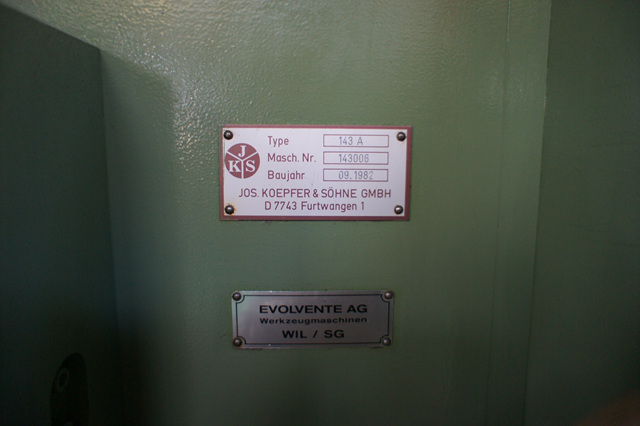 JKS
Type 143 A
Masch. Nr. 143006
Baujahr 09.1982
JOS. KOEPFER & SÖHNE GMBH
D 7743 Furtwangen 1
EVOLVENTE AG
Werkzeugmaschinen
WIL / SG